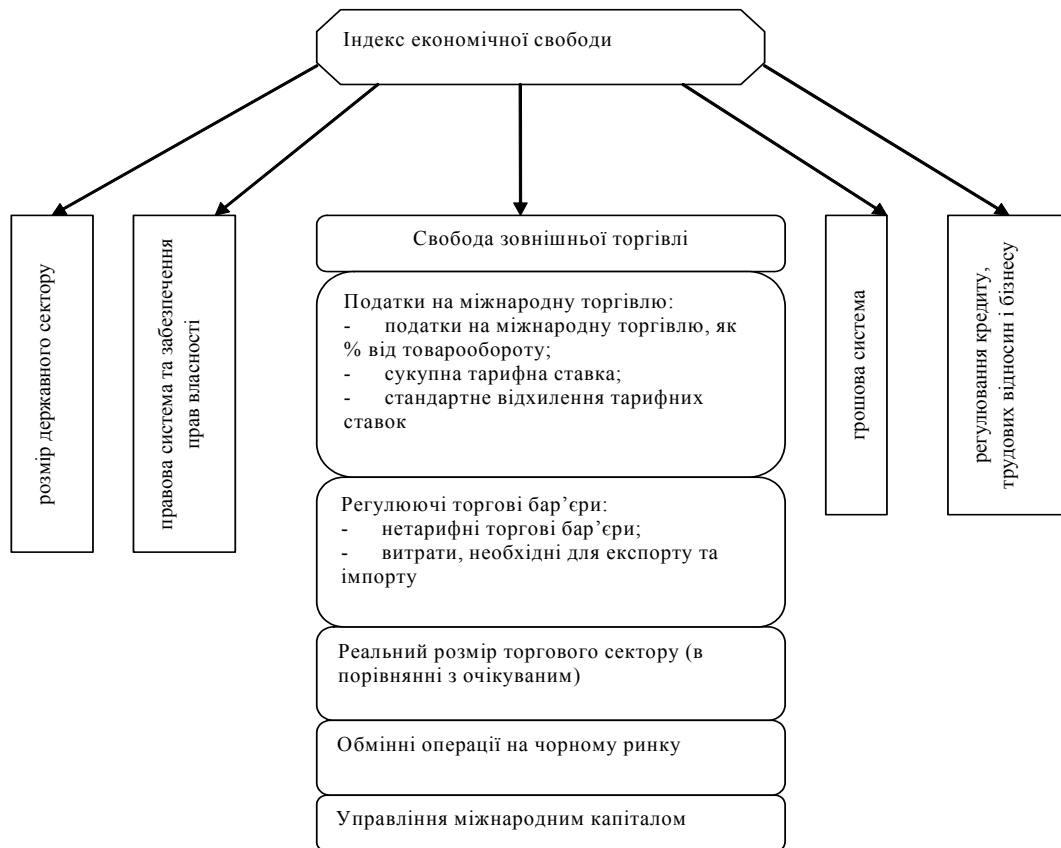 Індекс економічної свободи
розмір державного сектору
правова система та забезпечення
прав власності
Свобода зовнішньої торгівлі
Податки на міжнародну торгівлю:
- податки на міжнародну торгівлю, як
% від товарообороту;
- сукупна тарифна ставка;
- стандартне відхилення тарифних
ставок
Регулюючі торгові бар’єри:
- нетарифні торгові бар’єри;
- витрати, необхідні для експорту та
імпорту
Реальний розмір торгового сектору (в
порівнянні з очікуваним)
Обмінні операції на чорному ринку
Управління міжнародним капіталом
грошова система
регулювання кредиту,
трудових відносин і бізнесу